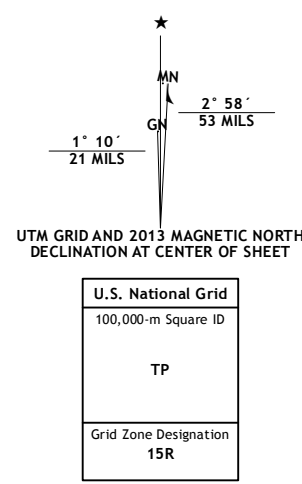 MN
GN
2° 58´
53 MILS
1° 10´
21 MILS
UTM GRID AND 2013 MAGNETIC NORTH
DECLINATION AT CENTER OF SHEET
U.S. National Grid
100,000-m Square ID
TP
Grid Zone Designation
15R